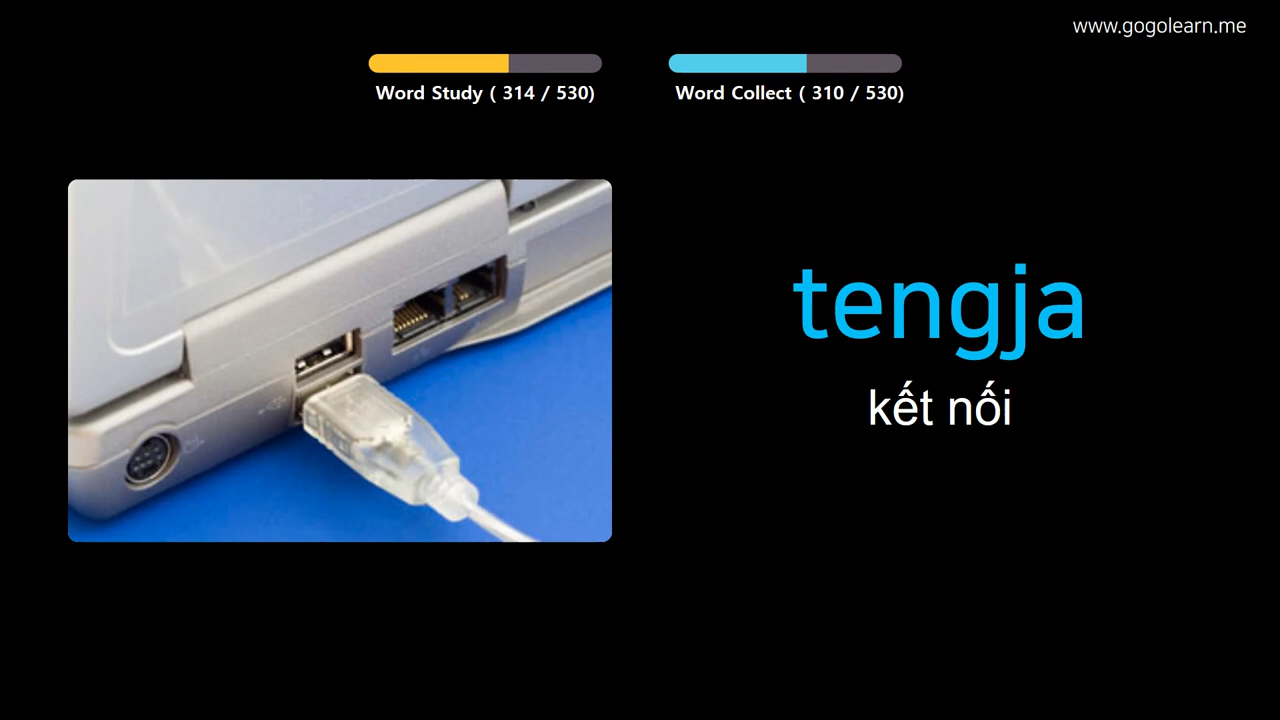 www.gogolearn.me
Word Study ( 314 / 530)
Word Collect ( 310 / 530)
tengja
kết nối